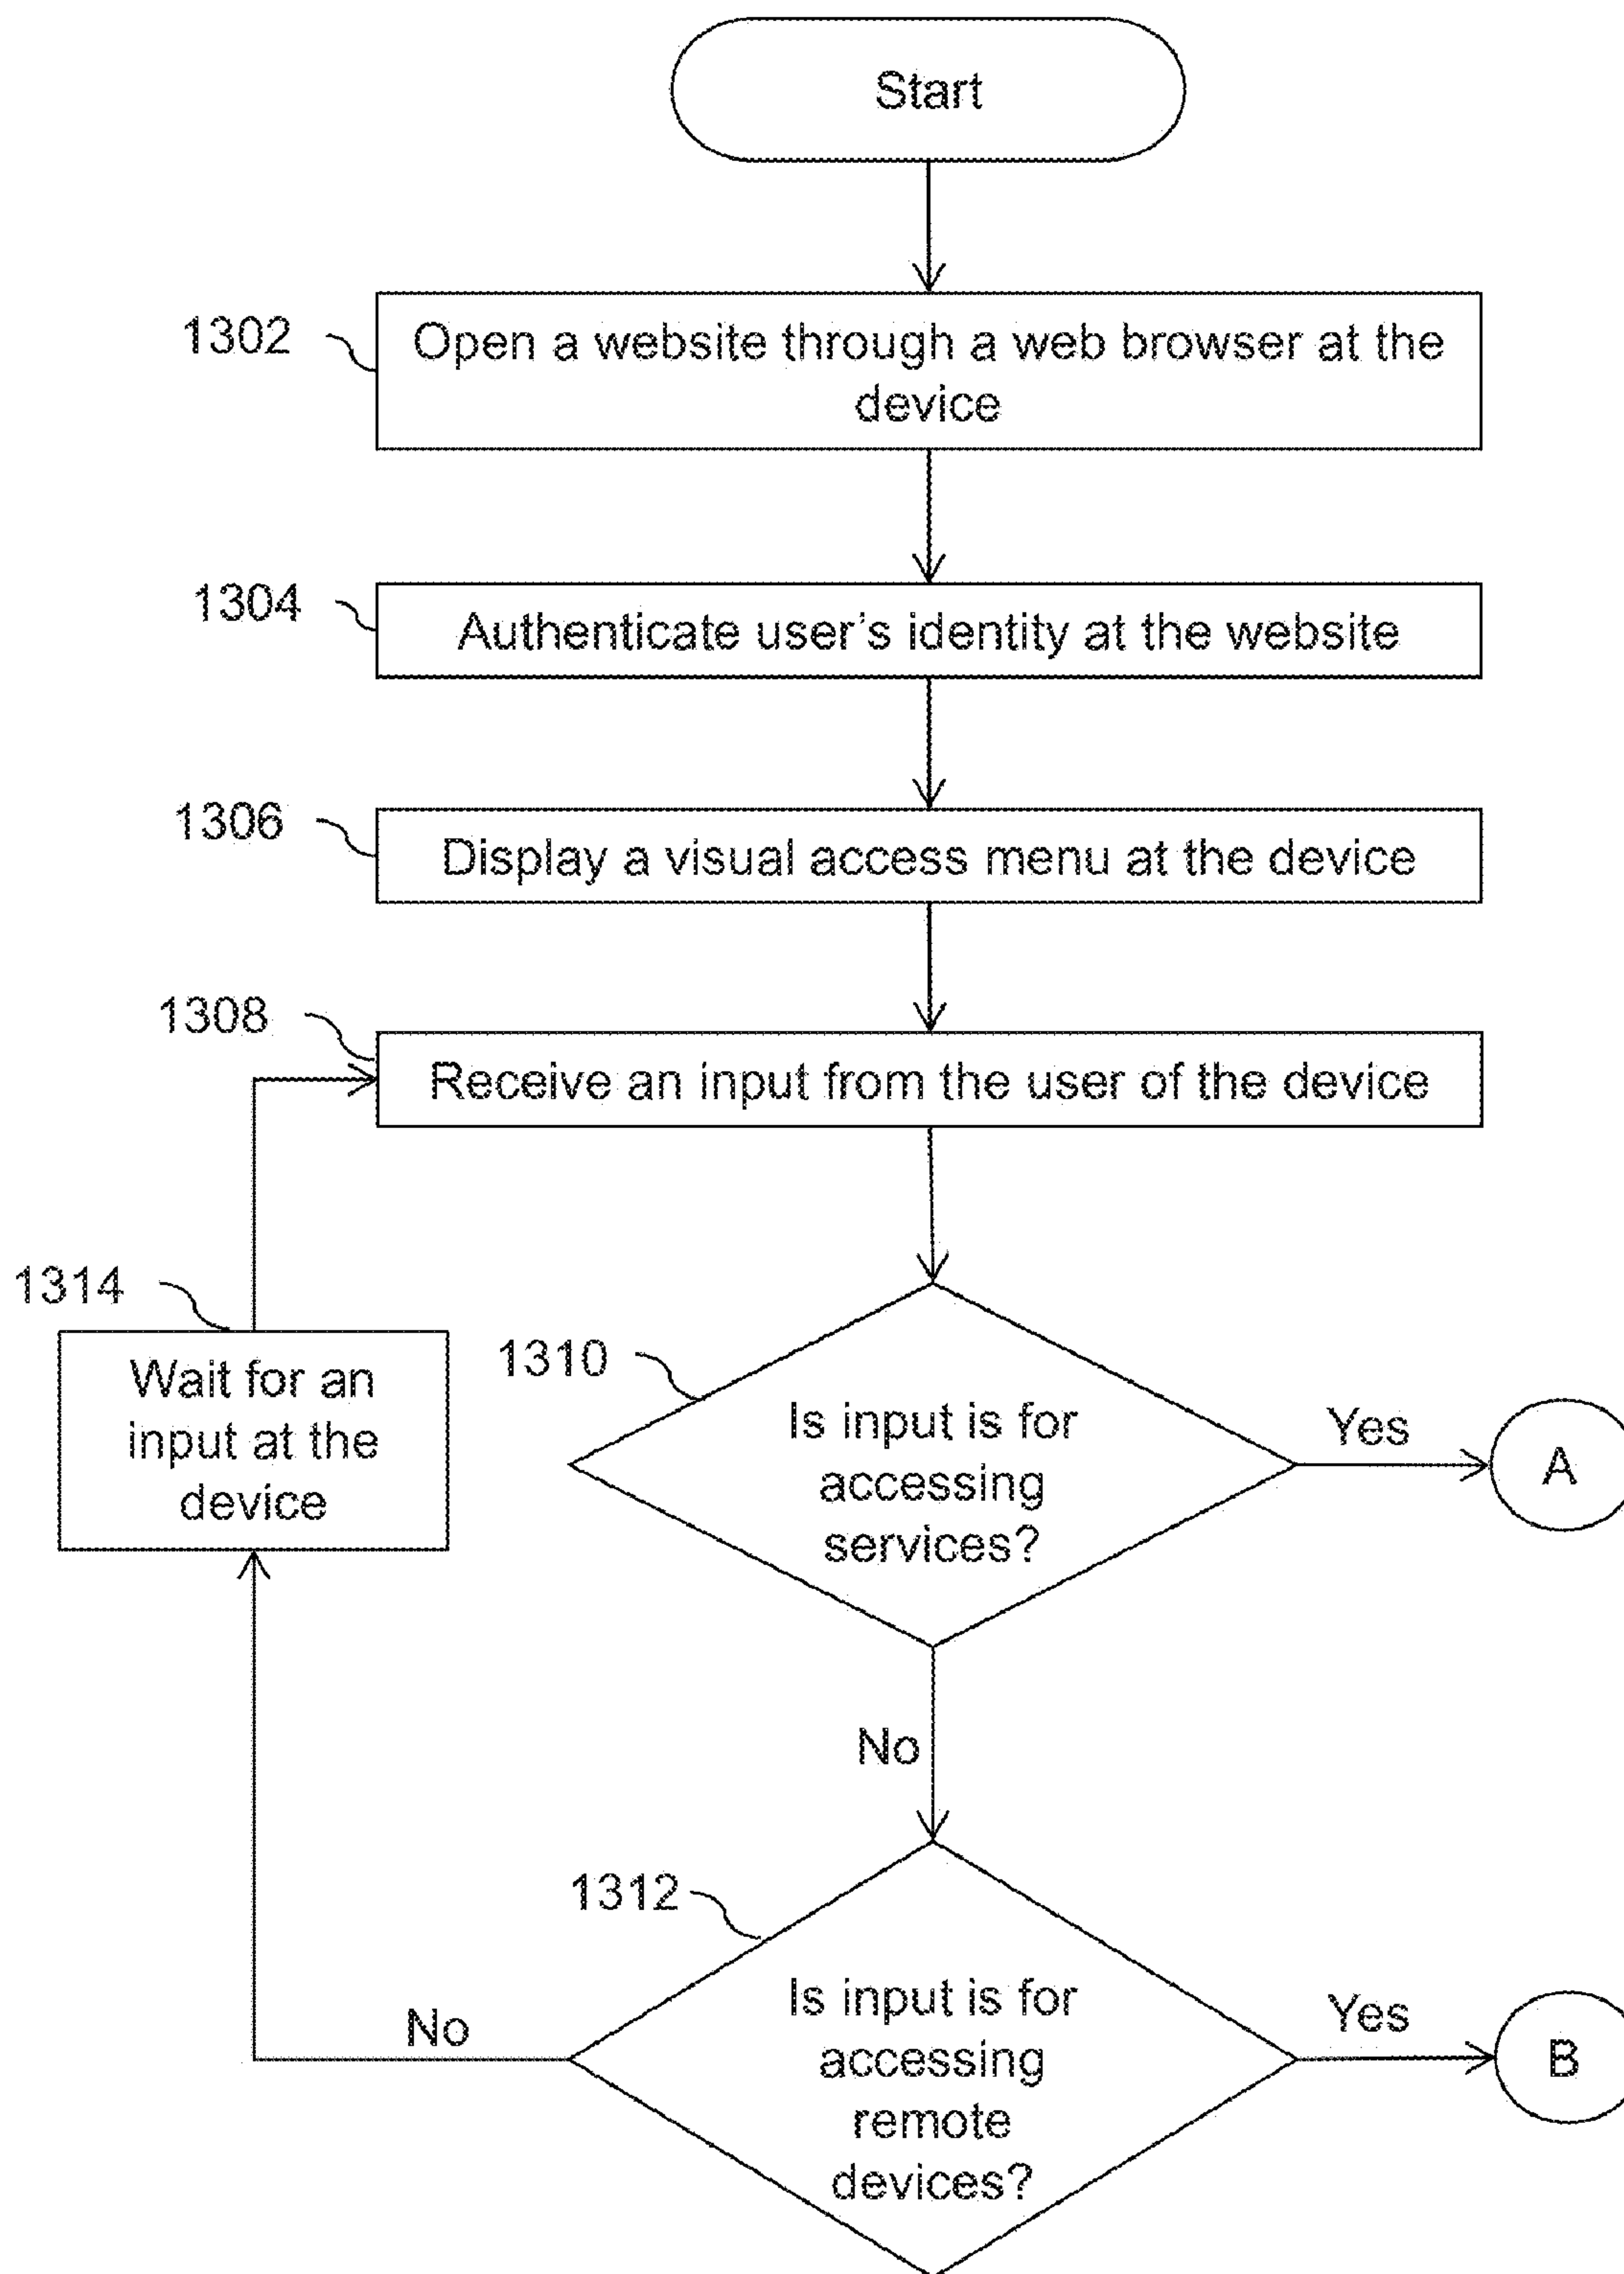 Start
1302
Open a website through a web browser at the
device
1304
Authenticate user's identity at the website
1306
Display a visual access menu at the device
1308
Receive an input from the user of the device
1314
Wait for an
input at the
device
1310
Is input is for
accessing
services?
Yes
A
No
1312
Is input is for
accessing
remote
devices?
Yes
B
No